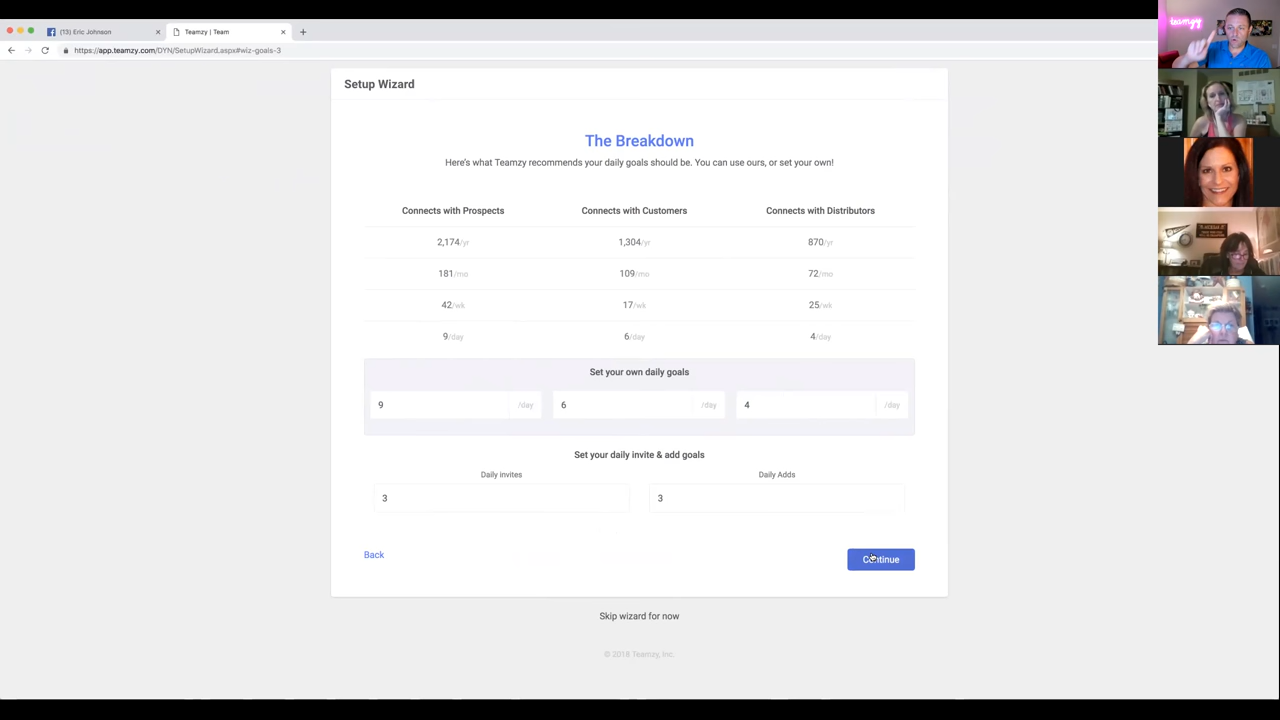 (13) Eric Johnson
Teamzy | Team
https://app.teamzy.com/DYN/SetupWizard.aspx#wiz-goals-3
teamzy
Setup Wizard
The Breakdown
Here's what Teamzy recommends your daily goals should be. You can use ours, or set your own!
Connects with Prospects Connects with Customers Connects with Distributors
2,174/yr 1,304/yr 870/yr
181/mo 109/mo 72/mo
42/wk 17/wk 25/wk
9/day 6/day 4/day
Set your own daily goals
9 /day 6 /day 4 /day
Set your daily invite & add goals
Daily invites Daily Adds
3 3
Back Continue
Skip wizard for now
© 2018 Teamzy, Inc.